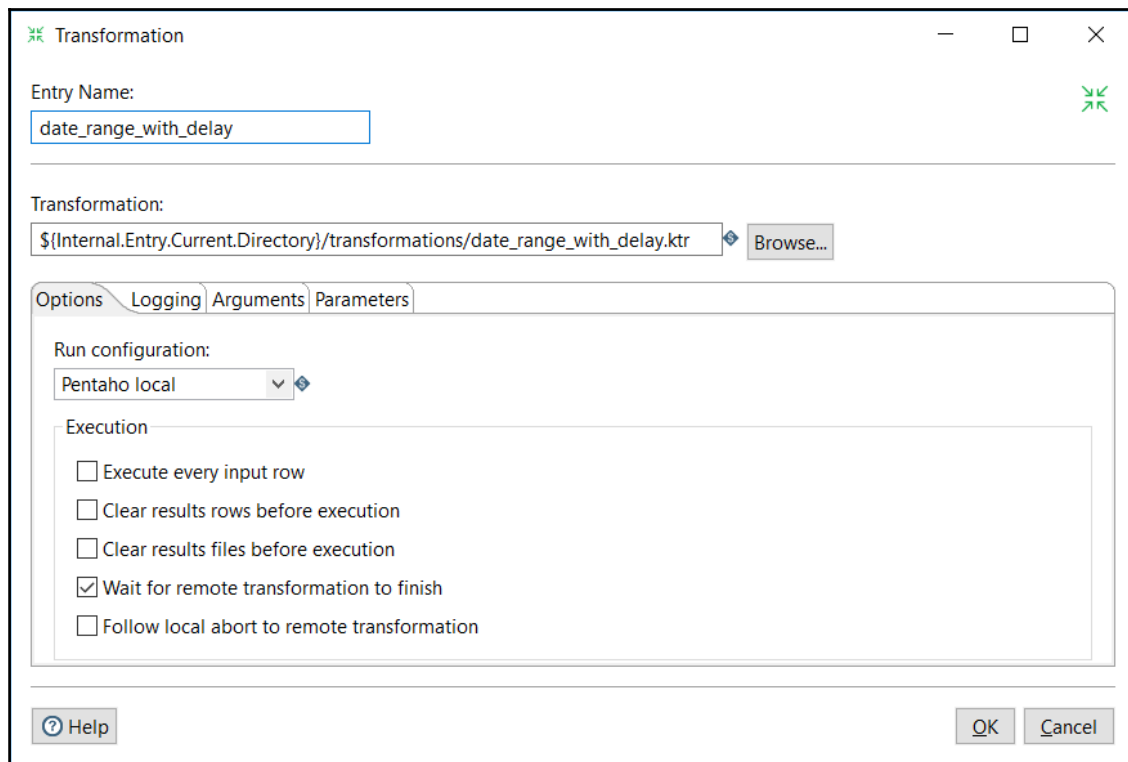 Transformation
Entry Name:
date_range_with_delay
Transformation:
${Internal.Entry.Current.Directory}/transformations/date_range_with_delay.ktr
Browse...
Options Logging Arguments Parameters
Run configuration:
Pentaho local
Execution
Execute every input row
Clear results rows before execution
Clear results files before execution
Wait for remote transformation to finish
Follow local abort to remote transformation
Help OK Cancel